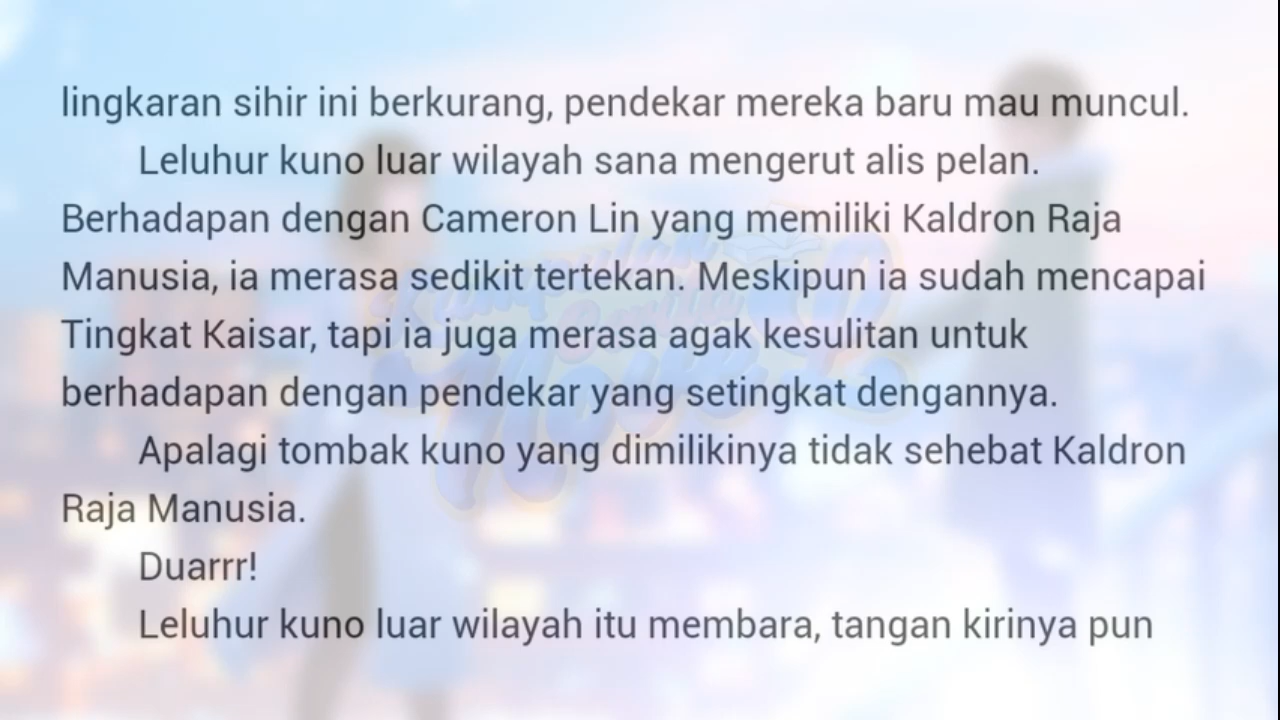 lingkaran sihir ini berkurang, pendekar mereka baru mau muncul.
Leluhur kuno luar wilayah sana mengerut alis pelan.
Berhadapan dengan Cameron Lin yang memiliki Kaldron Raja
Manusia, ia merasa sedikit tertekan. Meskipun ia sudah mencapai
Tingkat Kaisar, tapi ia juga merasa agak kesulitan untuk
berhadapan dengan pendekar yang setingkat dengannya.
Apalagi tombak kuno yang dimilikinya tidak sehebat Kaldron
Raja Manusia.
Duarrr!
Leluhur kuno luar wilayah itu membara, tangan kirinya pun